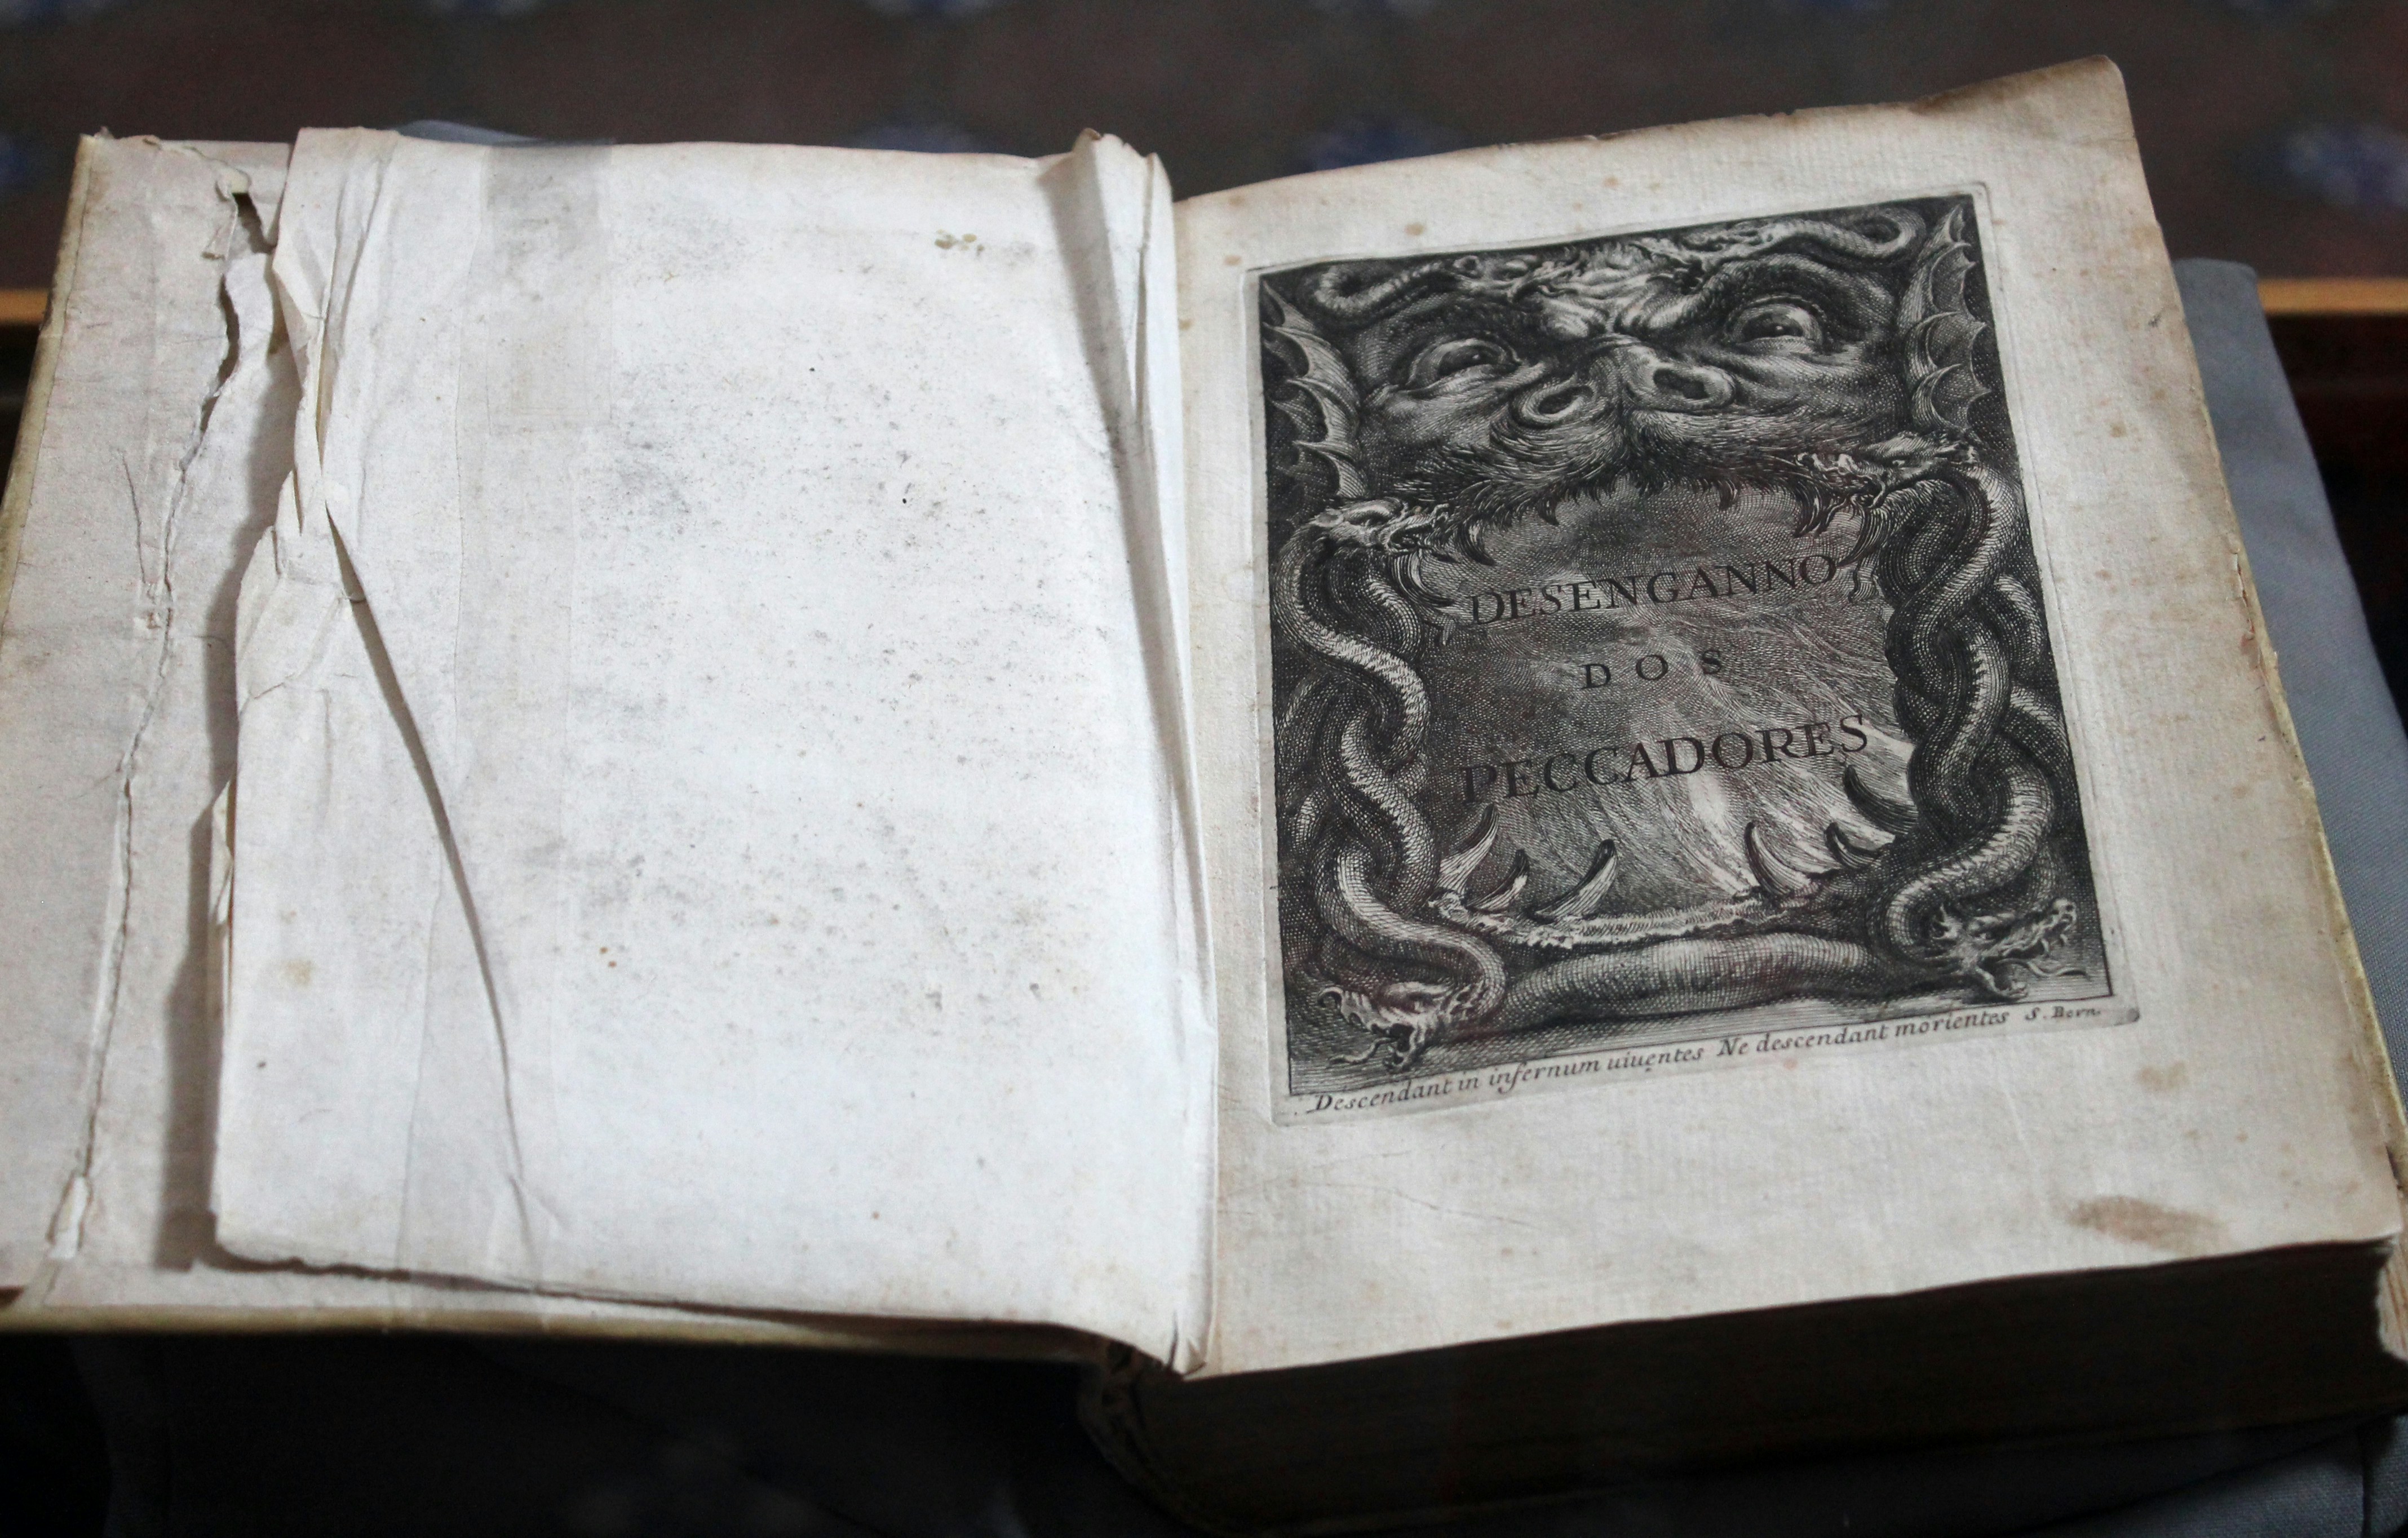 DESENGANNO
DOS
PECCADORES
Descendant in infernum uiuentes Ne descendant morientes S. Bern.